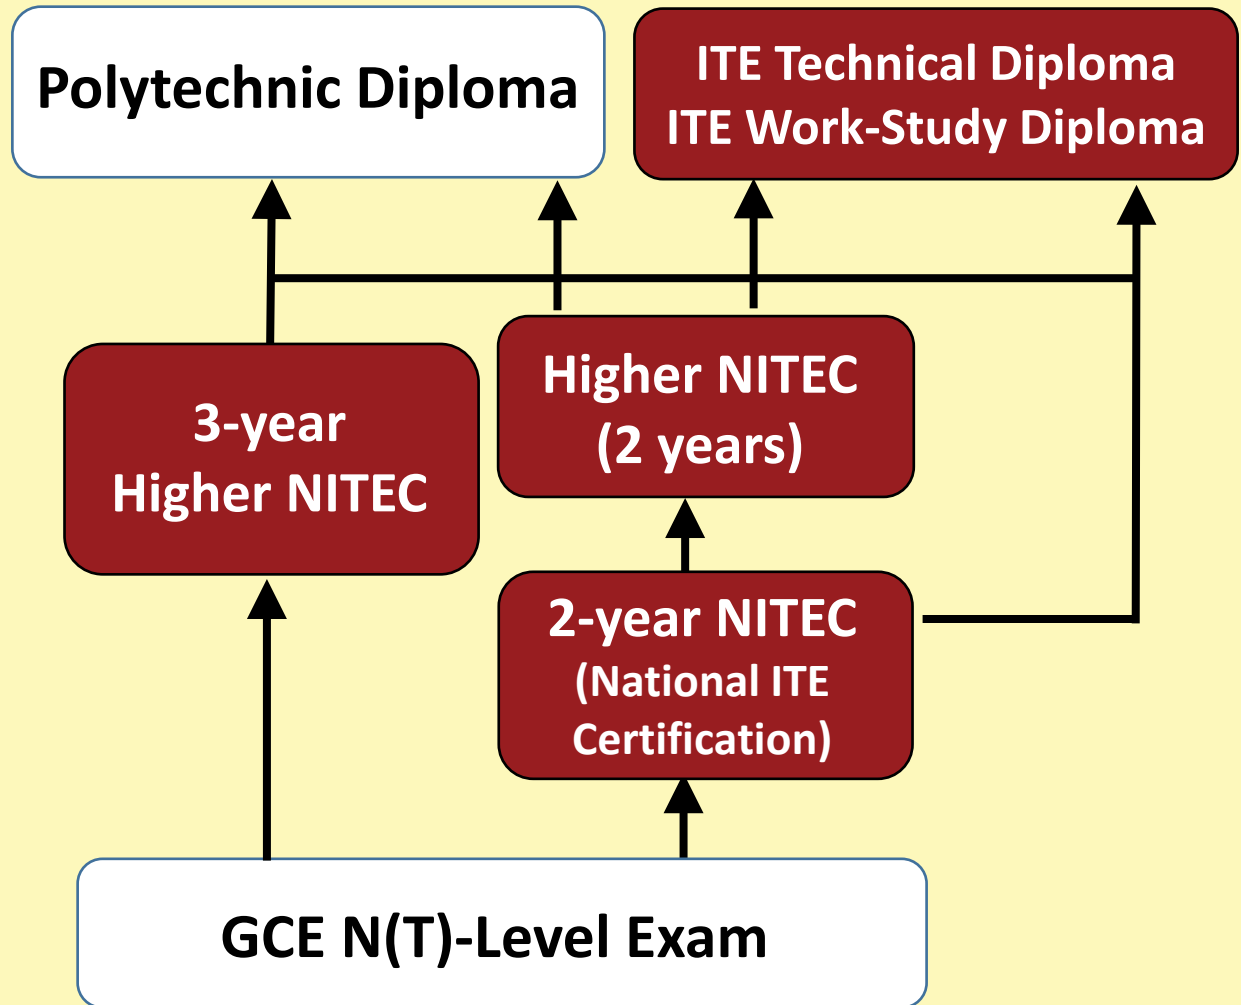 Polytechnic Diploma
ITE Technical Diploma
ITE Work-Study Diploma
3-year
Higher NITEC
Higher NITEC
(2 years)
2-year NITEC
(National ITE
Certification)
GCE N(T)-Level Exam